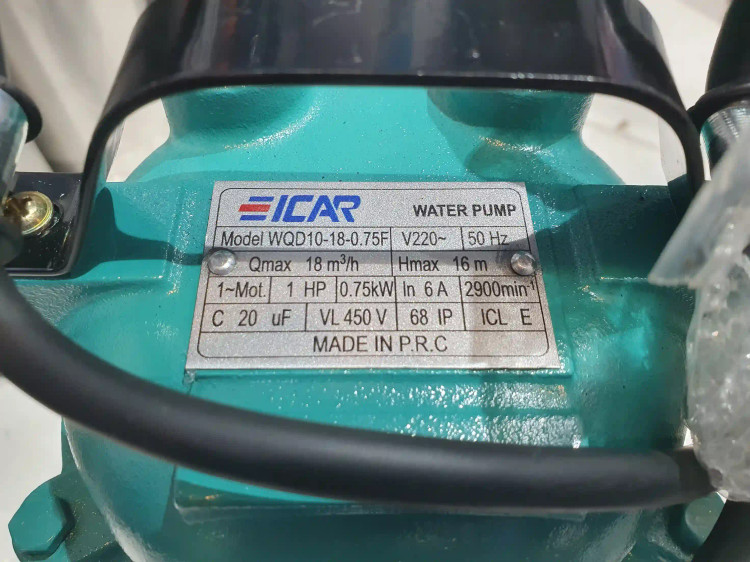 EICAR WATER PUMP
Model WQD10-18-0.75F V220~ 50 Hz
Qmax 18 m³/h Hmax 16 m
1~Mot. 1 HP 0.75kW In 6 A 2900min⁻¹
C 20 uF VL 450 V 68 IP ICL E
MADE IN P.R.C